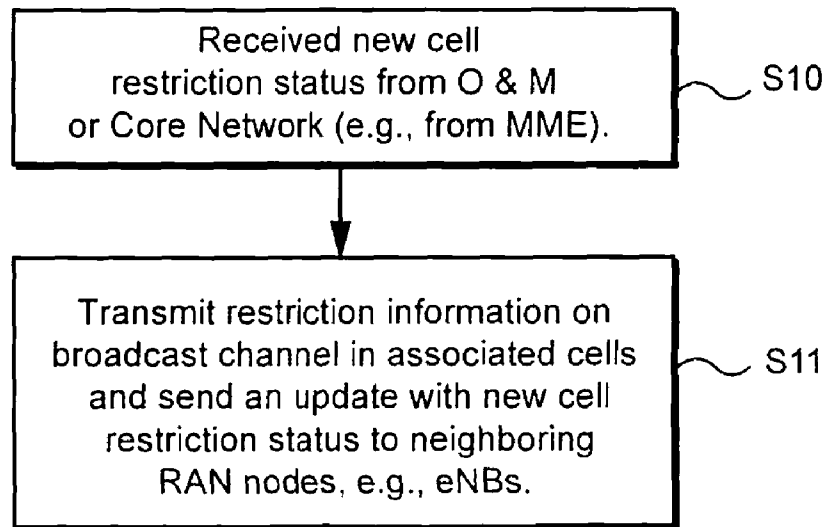 Received new cell
restriction status from O & M
or Core Network (e.g., from MME).
S10
Transmit restriction information on
broadcast channel in associated cells
and send an update with new cell
restriction status to neighboring
RAN nodes, e.g., eNBs.
S11